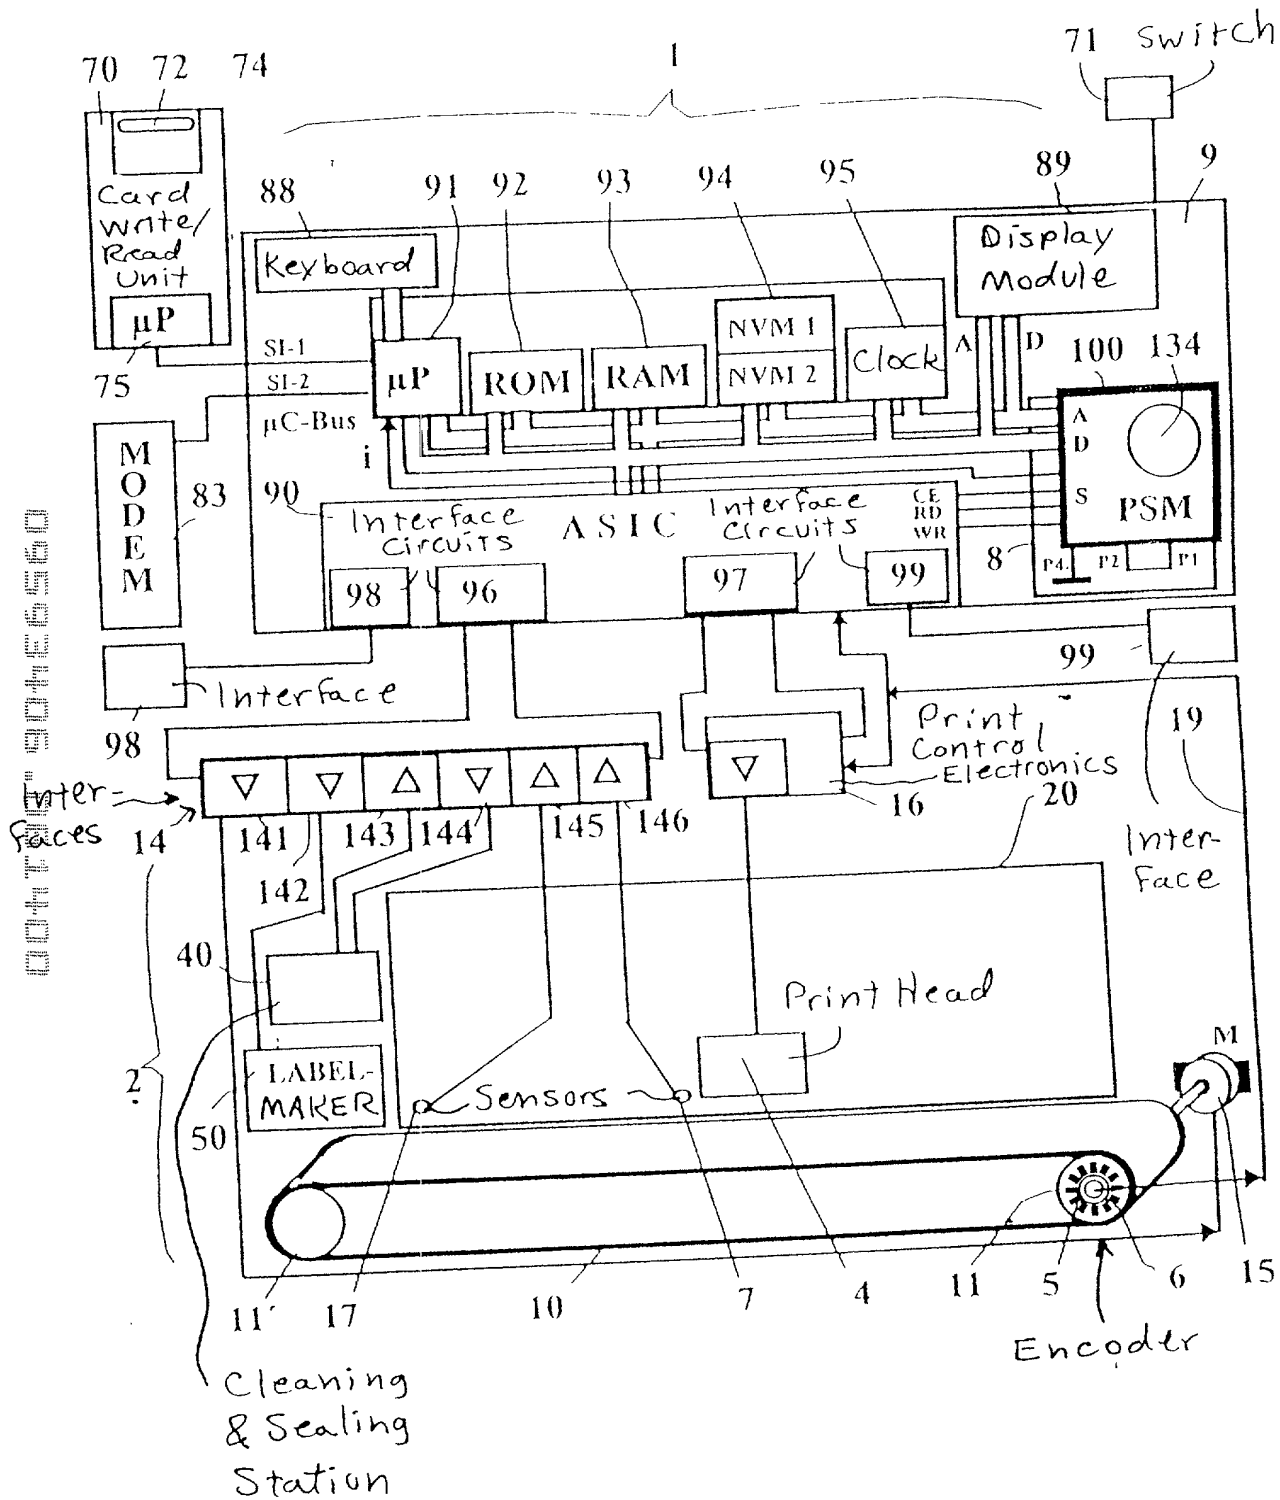 71 Switch
1
70 72 74
Card
Write/
Read
Unit
µP
75
88 91 92 93 94 95 89 9
Keyboard
Display
Module
NVM 1
NVM 2
Clock
A D
100 134
SI-1
SI-2
µC-Bus
µP ROM RAM
i
A
D
S
PSM
P4. P2 P1
8
MODEM
83
90
Interface
Circuits
ASIC
Interface
Circuits
CE
RD
WR
98 96 97 99
Interface
98
99
Print
Control
Electronics
16
19
Inter-
faces
14
141 143 144 145 146
142
20
Inter-
face
40
Print Head
2
LABEL-
MAKER
50
Sensors
M
11' 17 10 7 4 11 5 6 15
Encoder
Cleaning
& Sealing
Station